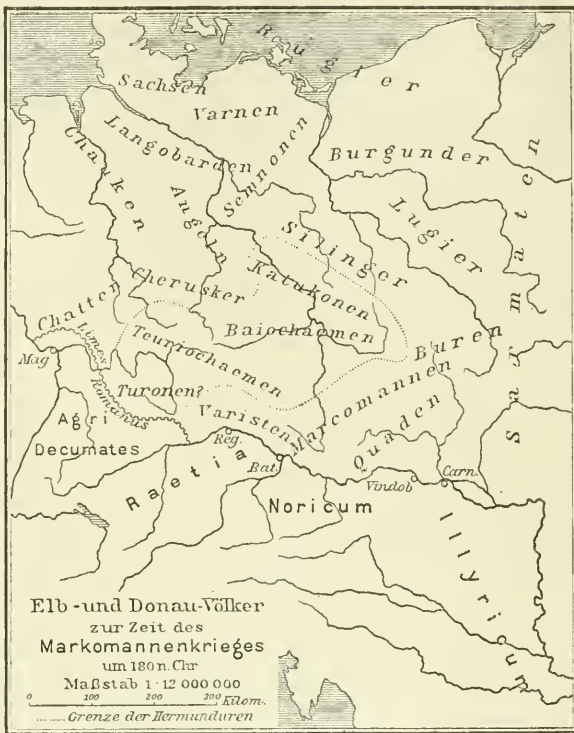 Rougier
Sachsen
Varnen
Langobarden
Semnonen
Burgunder
Chauken
Angeln
Silinger
Lugier
Sarmaten
Cherusker
Katukonen
Chatten
Baiochaemen
Buren
Limes
Romanus
Teuriochaemen
Mag
Turonen?
Marcomannen
Agri
Decumates
Varisten
Quaden
Reg.
Raetia
Bat.
Vindob
Carn.
Noricum
Illyricum
Elb-und Donau-Völker
zur Zeit des
Markomannenkrieges
um 180 n. Chr
Maßstab 1:12 000 000
0 100 200 300 Kilom.
Grenze der Hermunduren